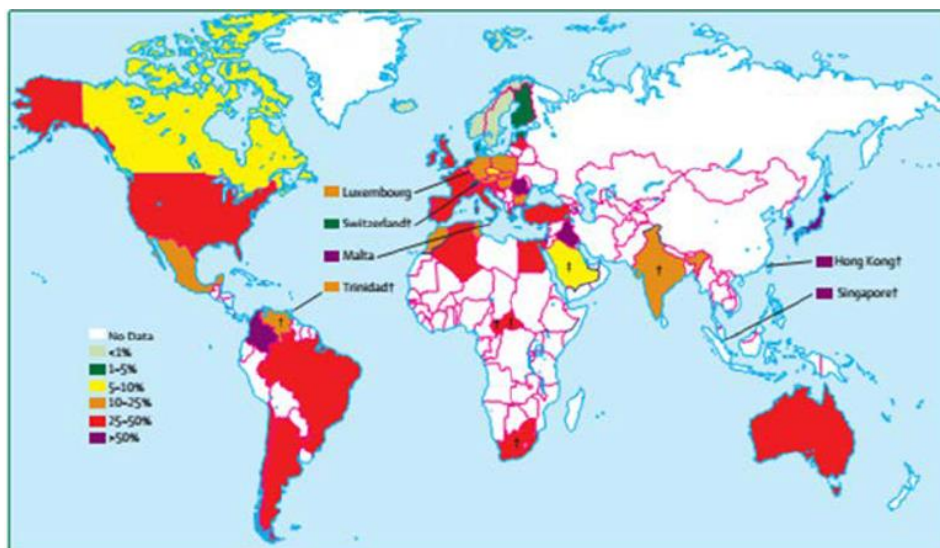 Luxembourg
Switzerland†
Malta
Trinidad†
Hong Kong†
Singapore†
No Data
<1%
1-5%
5-10%
10-25%
25-50%
>50%
†
†
†
†
†
†